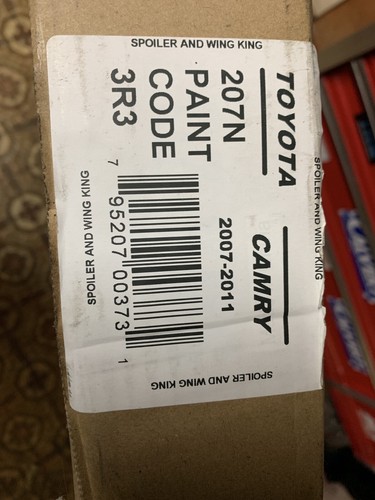 SPOILER AND WING KING
TOYOTA CAMRY
SPOILER AND WING KING
207N 2007-2011
PAINT
CODE
3R3
7 95207 00373 1
SPOILER AND WING KING
SPOILER AND WING KING